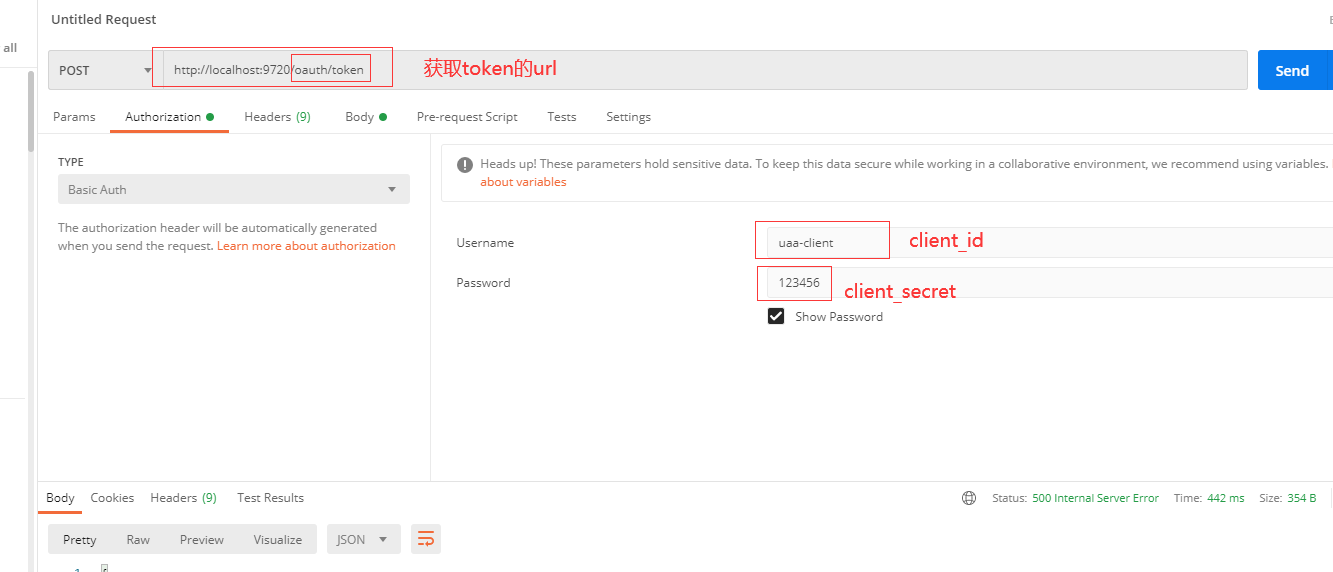 Untitled Request
all
POST http://localhost:9720/oauth/token 获取token的url Send
Params Authorization Headers (9) Body Pre-request Script Tests Settings
TYPE
Basic Auth
The authorization header will be automatically generated
when you send the request. Learn more about authorization
Heads up! These parameters hold sensitive data. To keep this data secure while working in a collaborative environment, we recommend using variables.
about variables
Username uaa-client client_id
Password 123456 client_secret
Show Password
Body Cookies Headers (9) Test Results Status: 500 Internal Server Error Time: 442 ms Size: 354 B
Pretty Raw Preview Visualize JSON
1 {